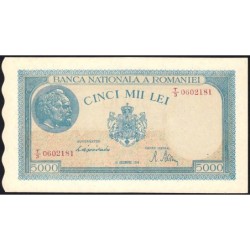 BANCA NATIONALA A ROMANIEI
0602181
CINCI MII LEI
0602181
5000
5000